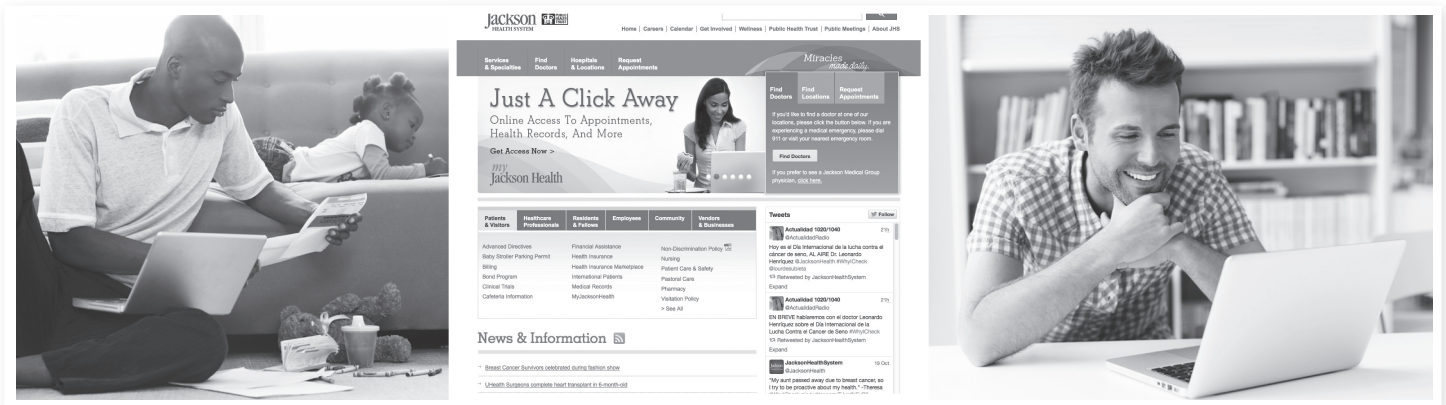 Jackson
HEALTH SYSTEM
Home | Careers | Calendar | Get Involved | Wellness | Public Health Trust | Public Meetings | About JHS
Services
& Specialties
Find
Doctors
Hospitals
& Locations
Request
Appointments
Miracles
made daily.
Just A Click Away
Online Access To Appointments,
Health Records, And More
Get Access Now >
my
Jackson Health
Find
Doctors
Find
Locations
Request
Appointments
If you'd like to find a doctor at one of our
locations, please click the button below. If you are
experiencing a medical emergency, please dial
911 or visit your nearest emergency room.
Find Doctors
If you prefer to see a Jackson Medical Group
physician, click here.
Patients
& Visitors
Healthcare
Professionals
Residents
& Fellows
Employees
Community
Vendors
& Businesses
Advanced Directives
Baby Stroller Parking Permit
Billing
Bond Program
Clinical Trials
Cafeteria Information
Financial Assistance
Health Insurance
Health Insurance Marketplace
International Patients
Medical Records
MyJacksonHealth
Non-Discrimination Policy
Nursing
Patient Care & Safety
Pastoral Care
Pharmacy
Visitation Policy
> See All
News & Information
Breast Cancer Survivors celebrated during fashion show
UHealth Surgeons complete heart transplant in 6-month-old
Tweets
Follow
Actualidad 1020/1040
21h
@ActualidadRadio
Hoy es el Día Internacional de la lucha contra el
cáncer de seno, AL AIRE Dr. Leonardo
Henríquez @JacksonHealth #WhyICheck
@lourdesubieta
Retweeted by JacksonHealthSystem
Expand
Actualidad 1020/1040
21h
@ActualidadRadio
EN BREVE hablaremos con el doctor Leonardo
Henríquez sobre el Día Internacional de la
Lucha Contra el Cáncer de Seno #WhyICheck
Retweeted by JacksonHealthSystem
Expand
JacksonHealthSystem
19 Oct
@JacksonHealth
"My aunt passed away due to breast cancer, so
I try to be proactive about my health." -Theresa